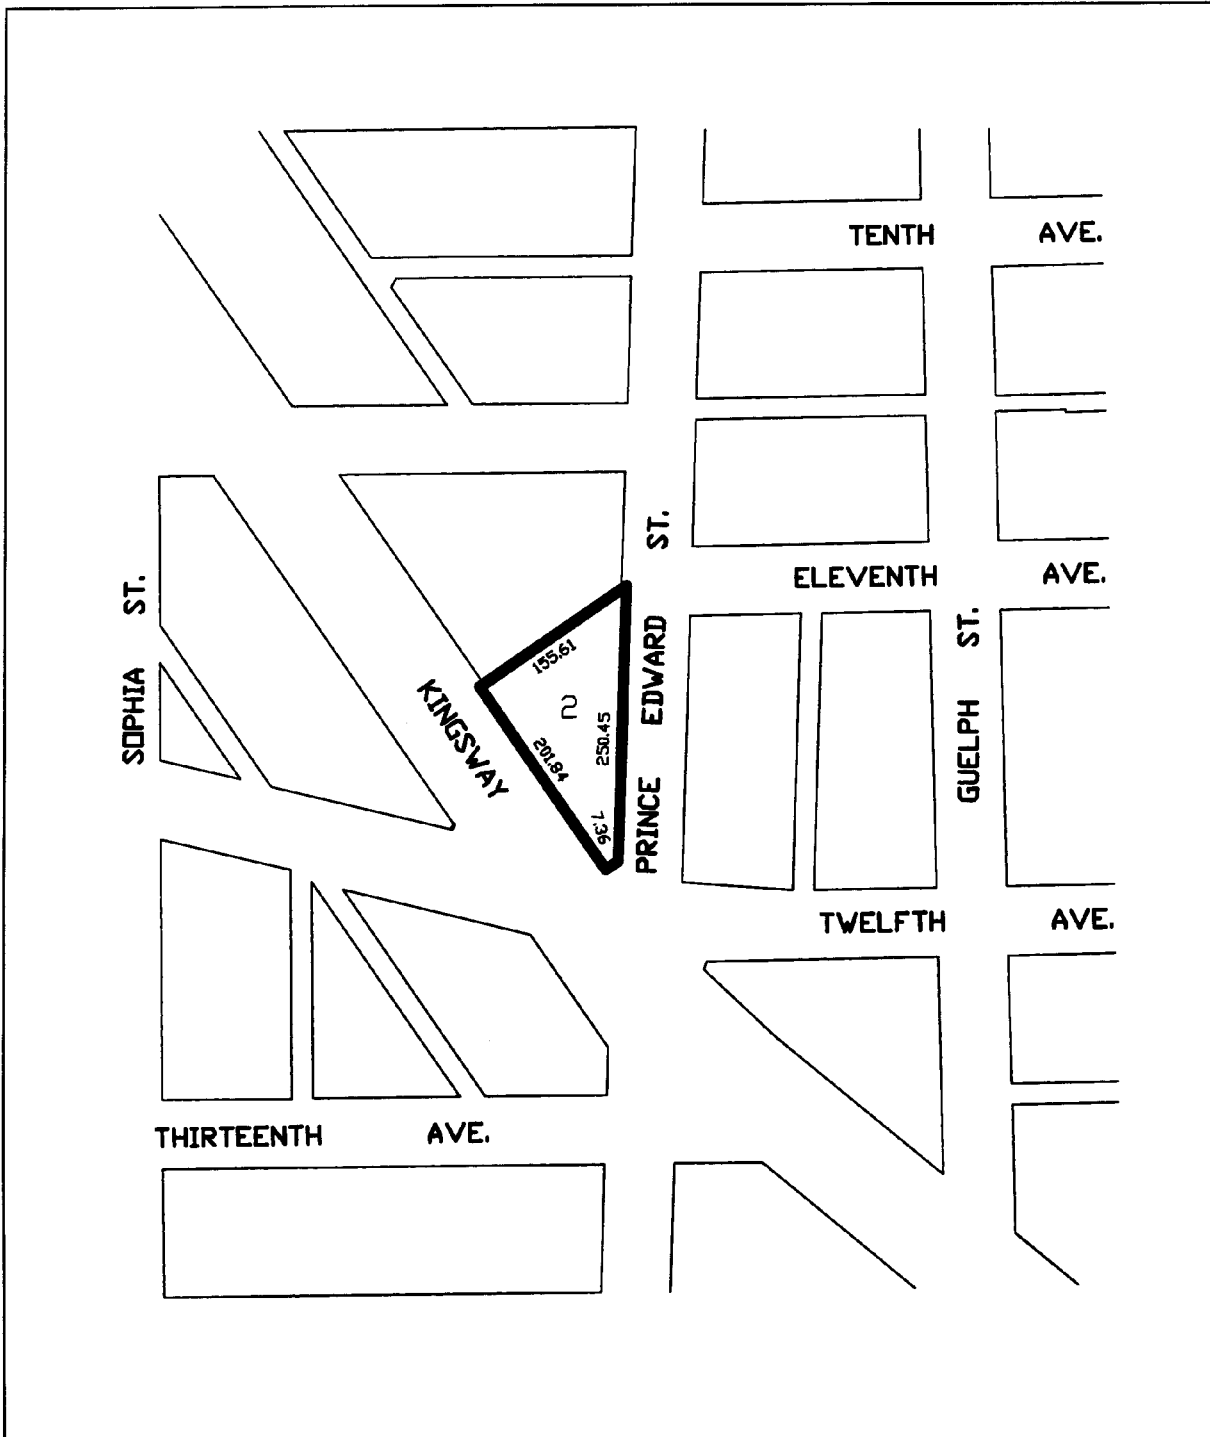 TENTH AVE.
ELEVENTH AVE.
SOPHIA ST.
KINGSWAY
155.61
2
201.84
250.45
7.36
PRINCE EDWARD ST.
GUELPH ST.
TWELFTH AVE.
THIRTEENTH AVE.